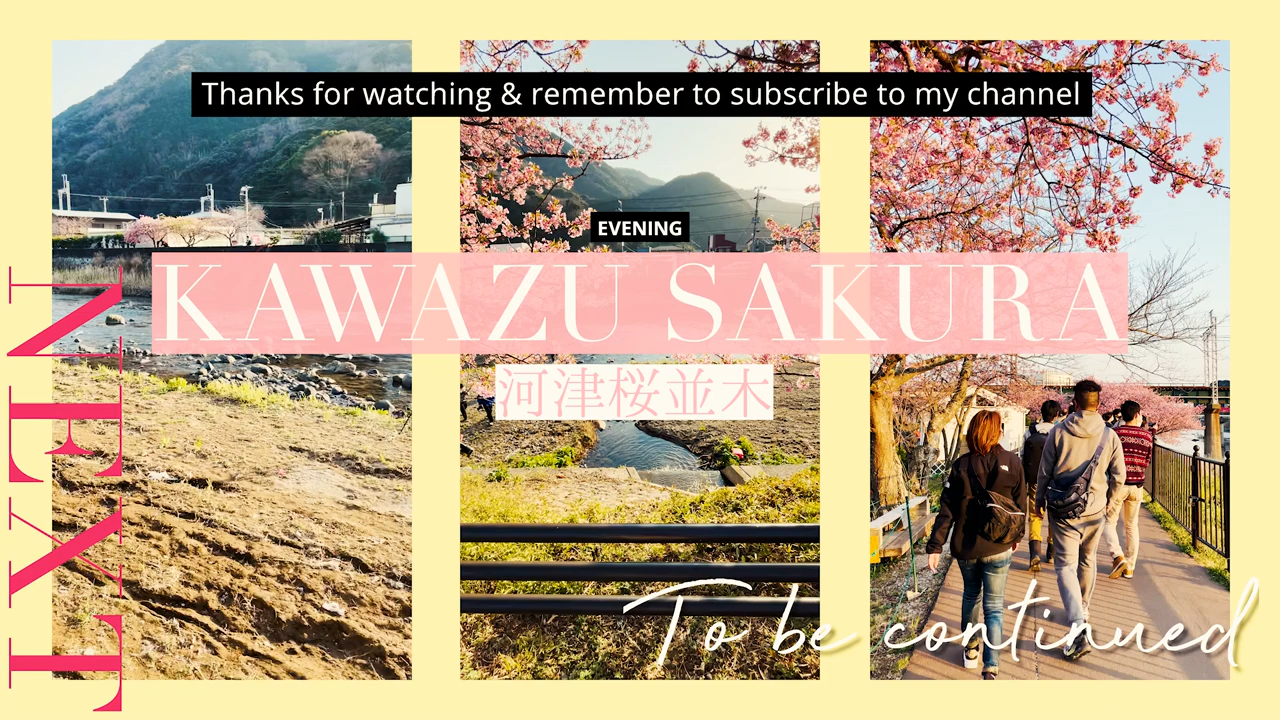 Thanks for watching & remember to subscribe to my channel
EVENING
KAWAZU SAKURA
河津桜並木
NEXT
To be continued